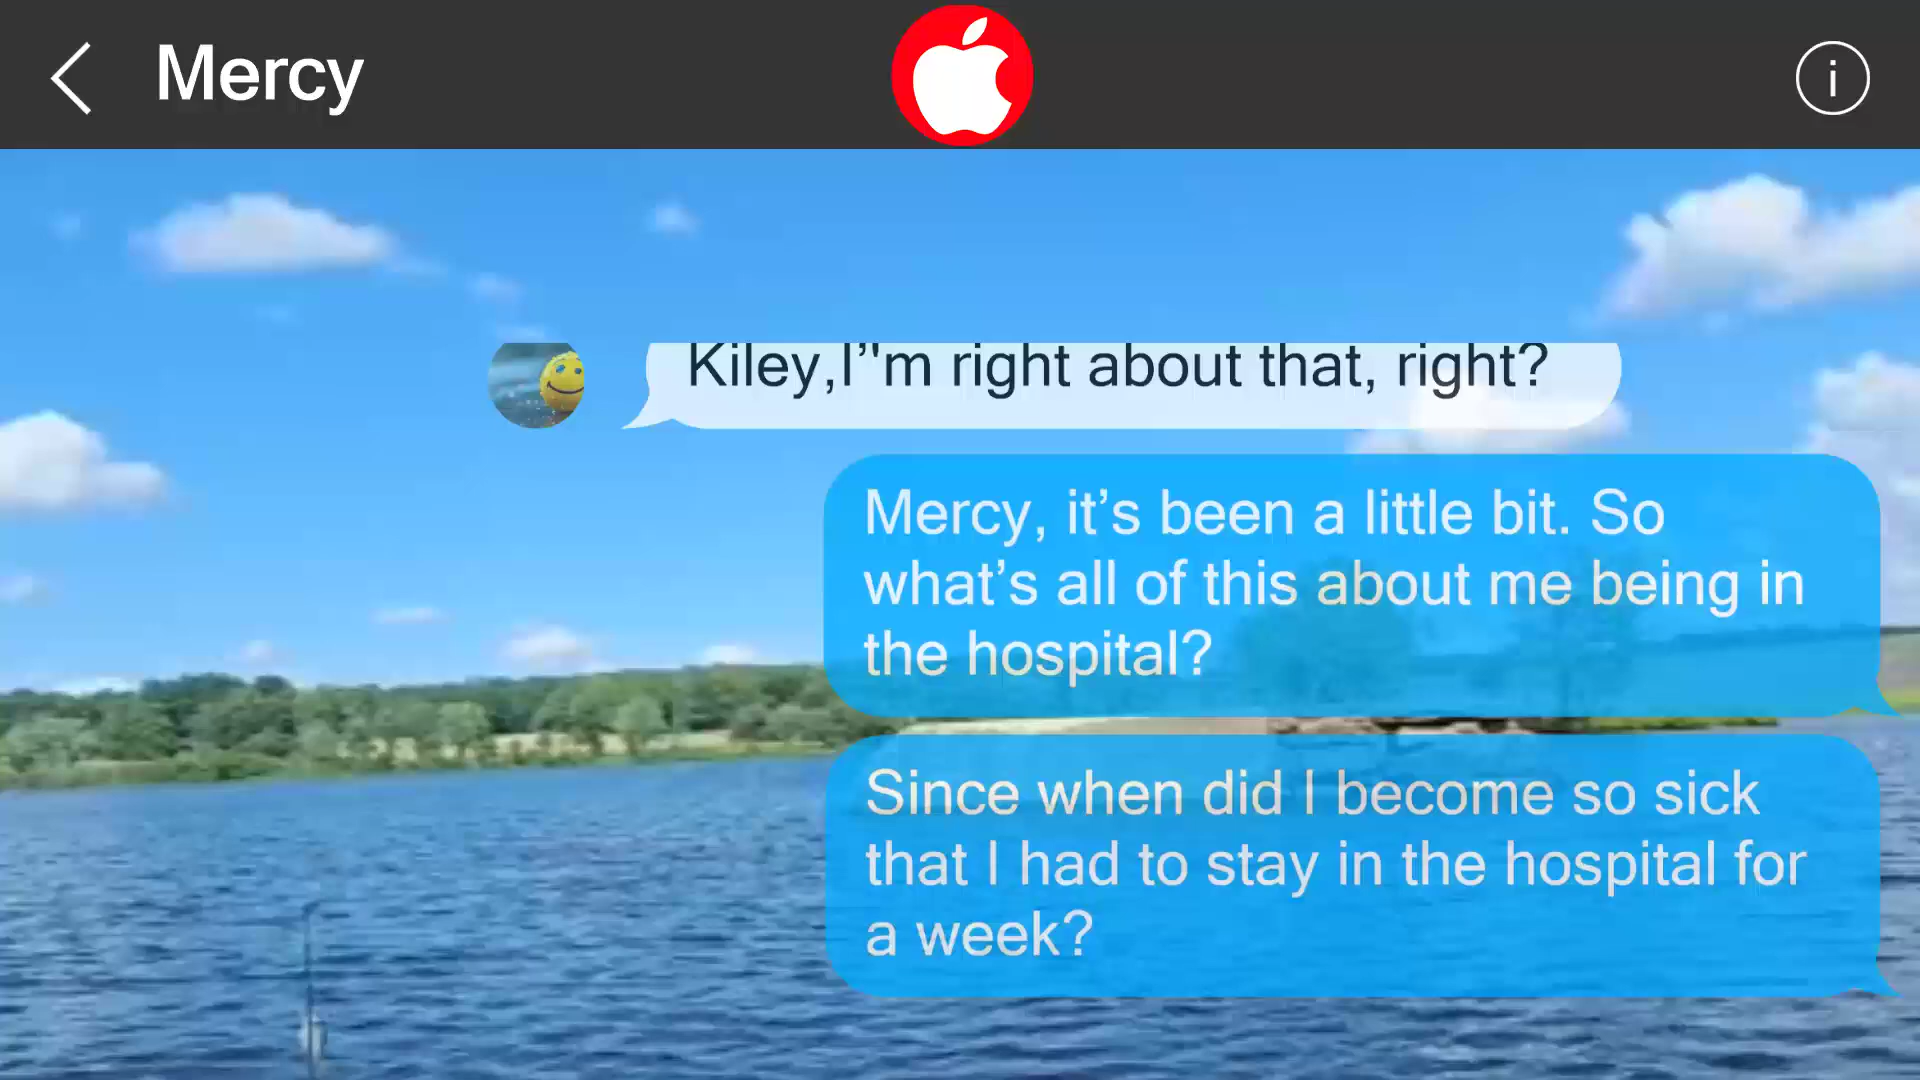 Mercy
i
Kiley,I’'m right about that, right?
Mercy, it’s been a little bit. So
what’s all of this about me being in
the hospital?
Since when did I become so sick
that I had to stay in the hospital for
a week?